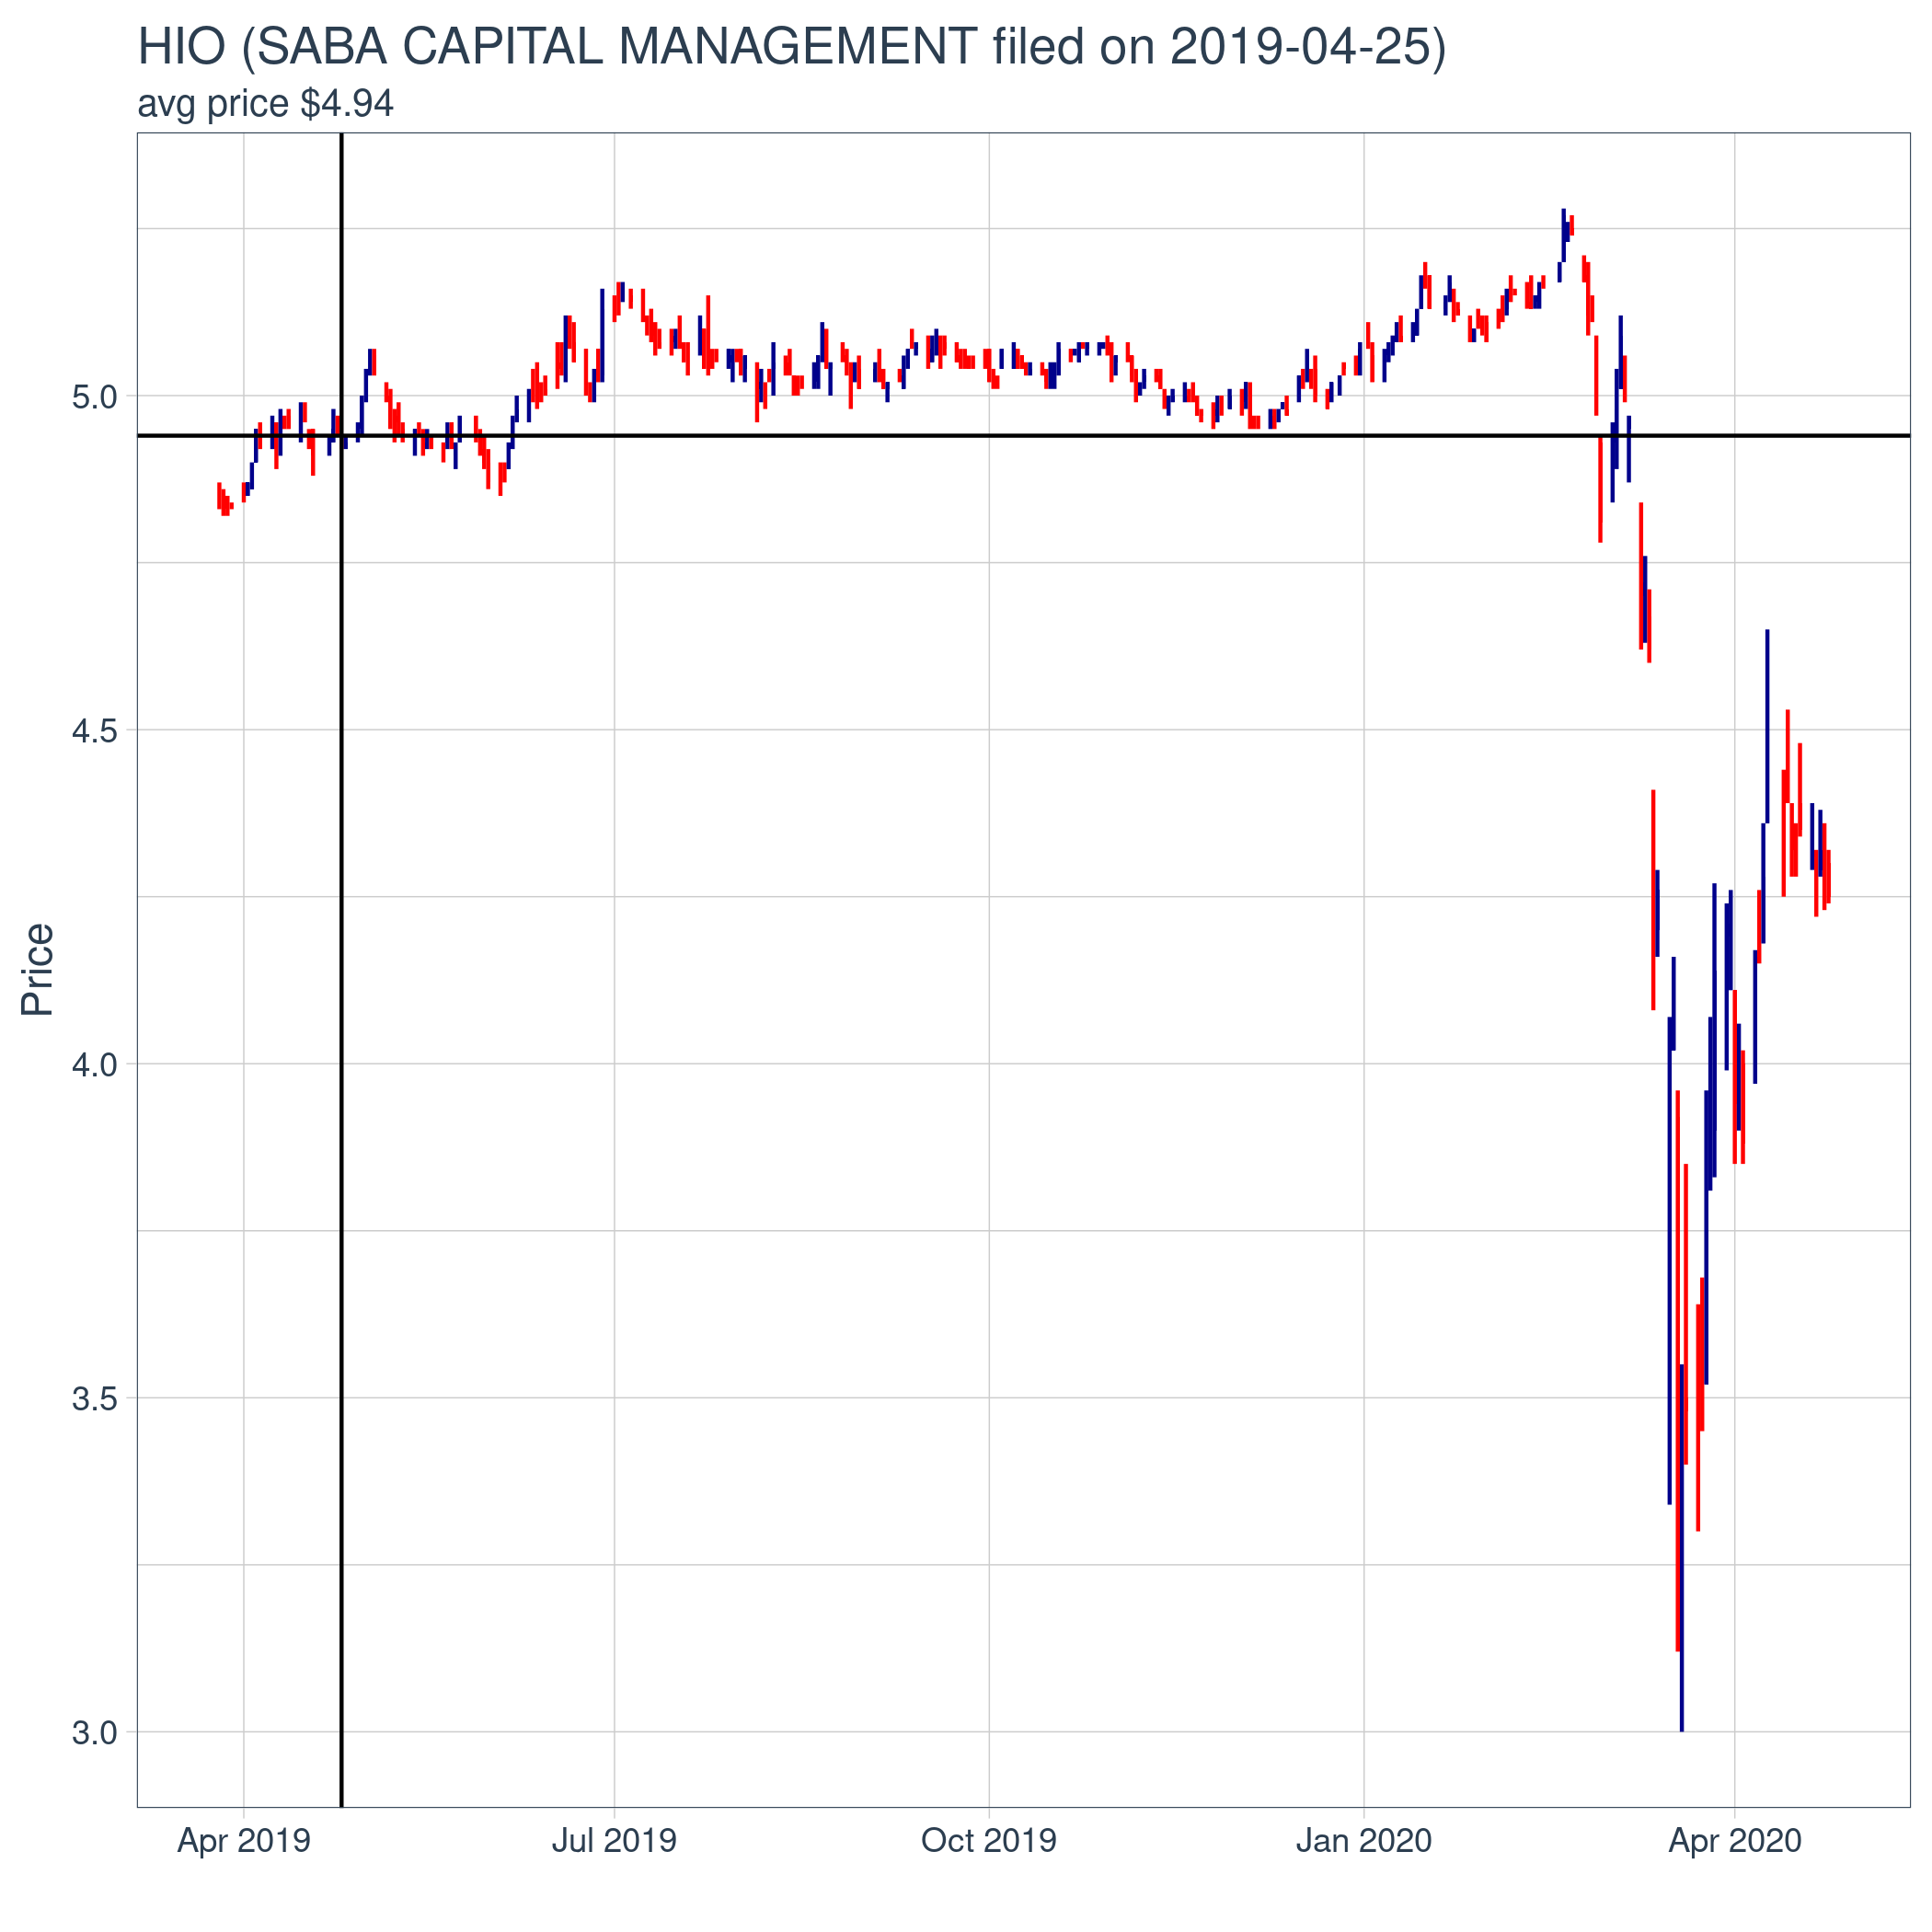 HIO (SABA CAPITAL MANAGEMENT filed on 2019-04-25)
avg price $4.94
Price
5.0
4.5
4.0
3.5
3.0
Apr 2019
Jul 2019
Oct 2019
Jan 2020
Apr 2020